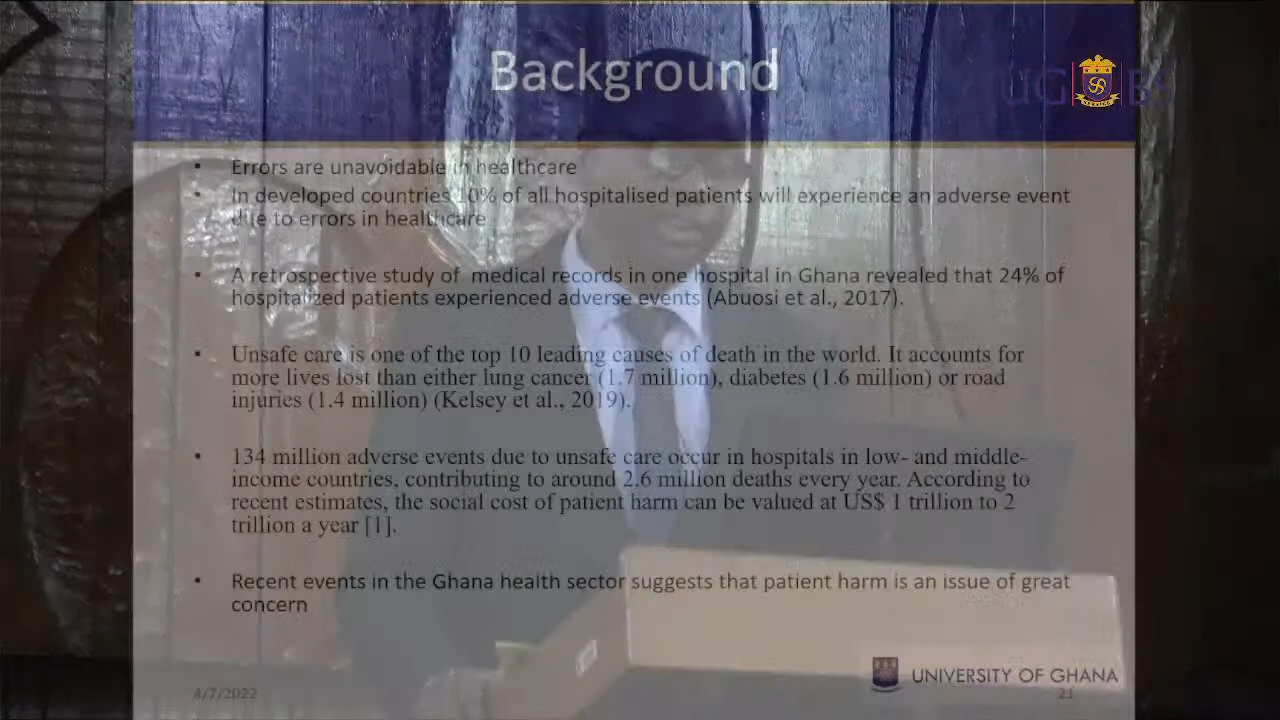 Background
UG BS
Errors are unavoidable in healthcare
In developed countries 10% of all hospitalised patients will experience an adverse event
due to errors in healthcare
A retrospective study of medical records in one hospital in Ghana revealed that 24% of
hospitalized patients experienced adverse events (Abuosi et al., 2017).
Unsafe care is one of the top 10 leading causes of death in the world. It accounts for
more lives lost than either lung cancer (1.7 million), diabetes (1.6 million) or road
injuries (1.4 million) (Kelsey et al., 2019).
134 million adverse events due to unsafe care occur in hospitals in low- and middle-
income countries, contributing to around 2.6 million deaths every year. According to
recent estimates, the social cost of patient harm can be valued at US$ 1 trillion to 2
trillion a year [1].
Recent events in the Ghana health sector suggests that patient harm is an issue of great
concern
UNIVERSITY OF GHANA
4/7/2022
21